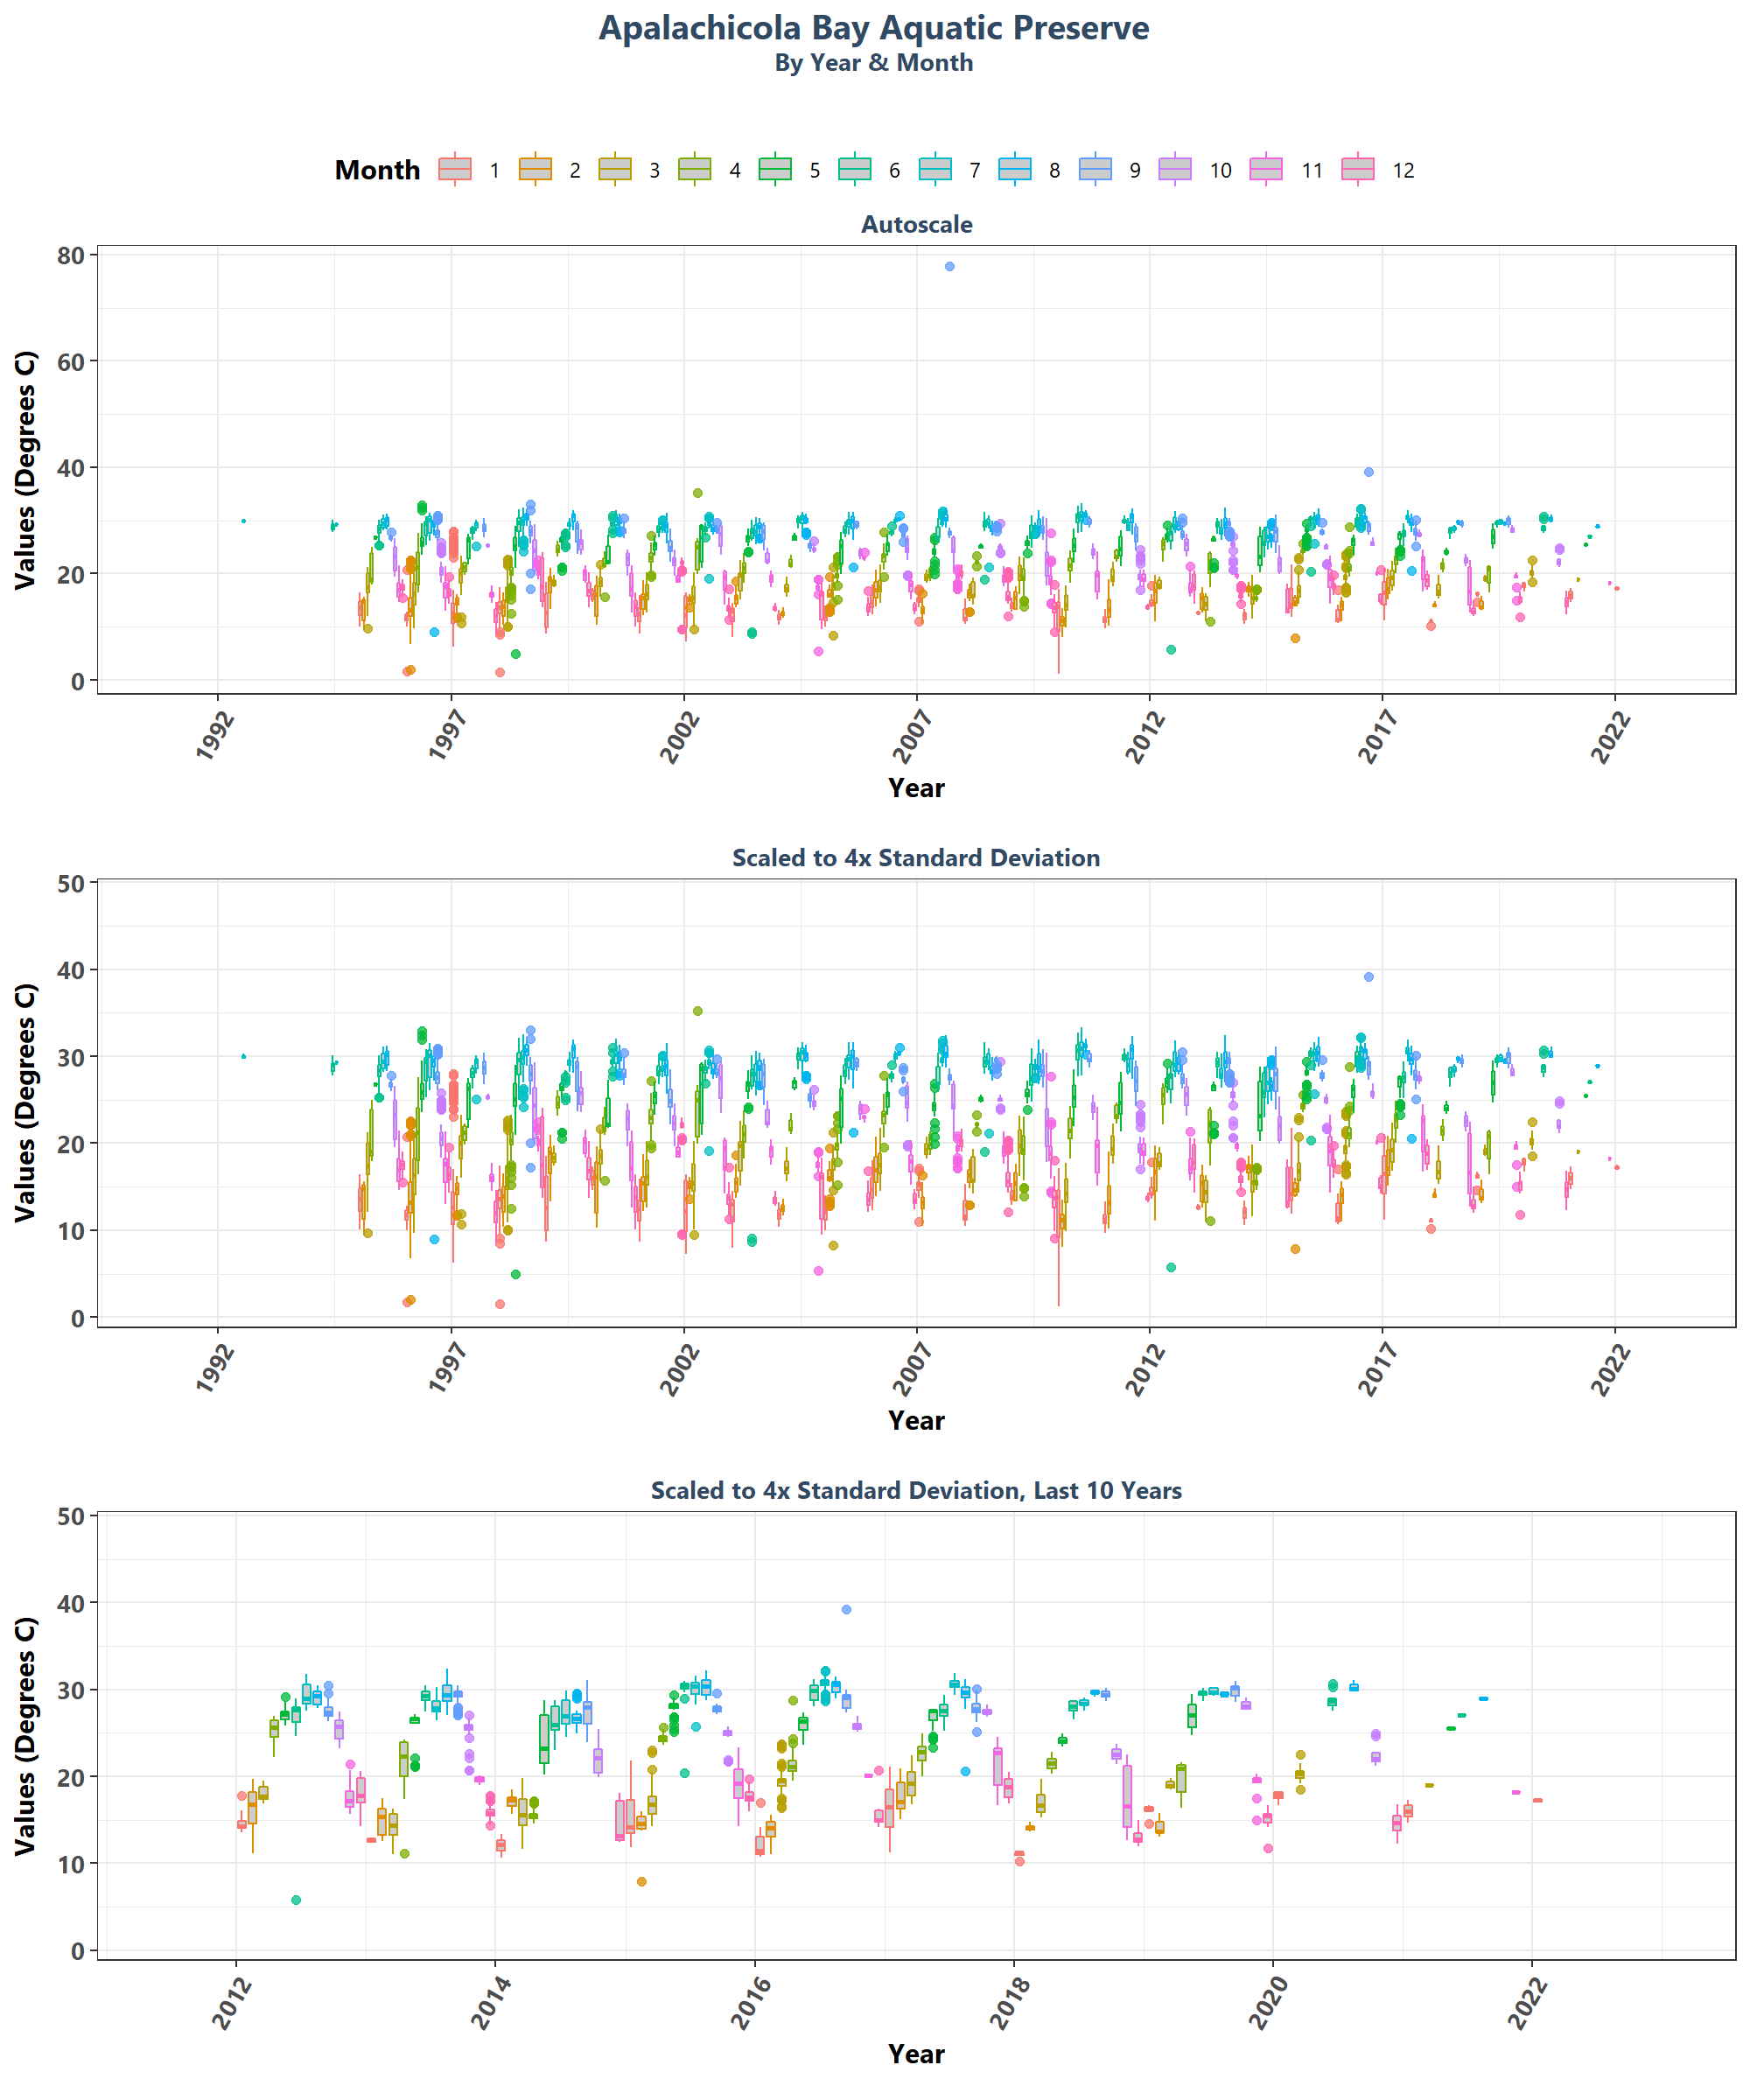 Apalachicola Bay Aquatic Preserve
By Year & Month
Month 1 2 3 4 5 6 7 8 9 10 11 12
Autoscale
80
60
40
20
0
Values (Degrees C)
1992 1997 2002 2007 2012 2017 2022
Year
Scaled to 4x Standard Deviation
50
40
30
20
10
0
Values (Degrees C)
1992 1997 2002 2007 2012 2017 2022
Year
Scaled to 4x Standard Deviation, Last 10 Years
50
40
30
20
10
0
Values (Degrees C)
2012 2014 2016 2018 2020 2022
Year